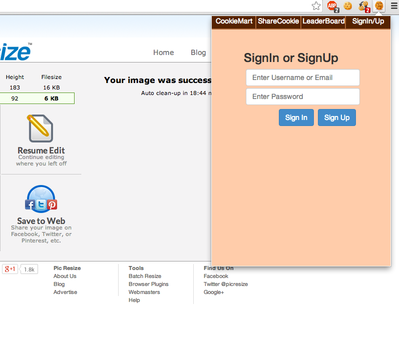 CookieMart ShareCookie LeaderBoard SignIn/Up
size™
Home Blog
SignIn or SignUp
Enter Username or Email
Enter Password
Sign In Sign Up
Height Filesize
183 16 KB
92 6 KB
Your image was success
Auto clean-up in 18:44
Resume Edit
Continue editing
where you left off
Save to Web
Share your image on
Facebook, Twitter, or
Pinterest, etc.
+1 1.8k
Pic Resize
About Us
Blog
Advertise
Tools
Batch Resize
Browser Plugins
Webmasters
Help
Find Us On
Facebook
Twitter @picresize
Google+